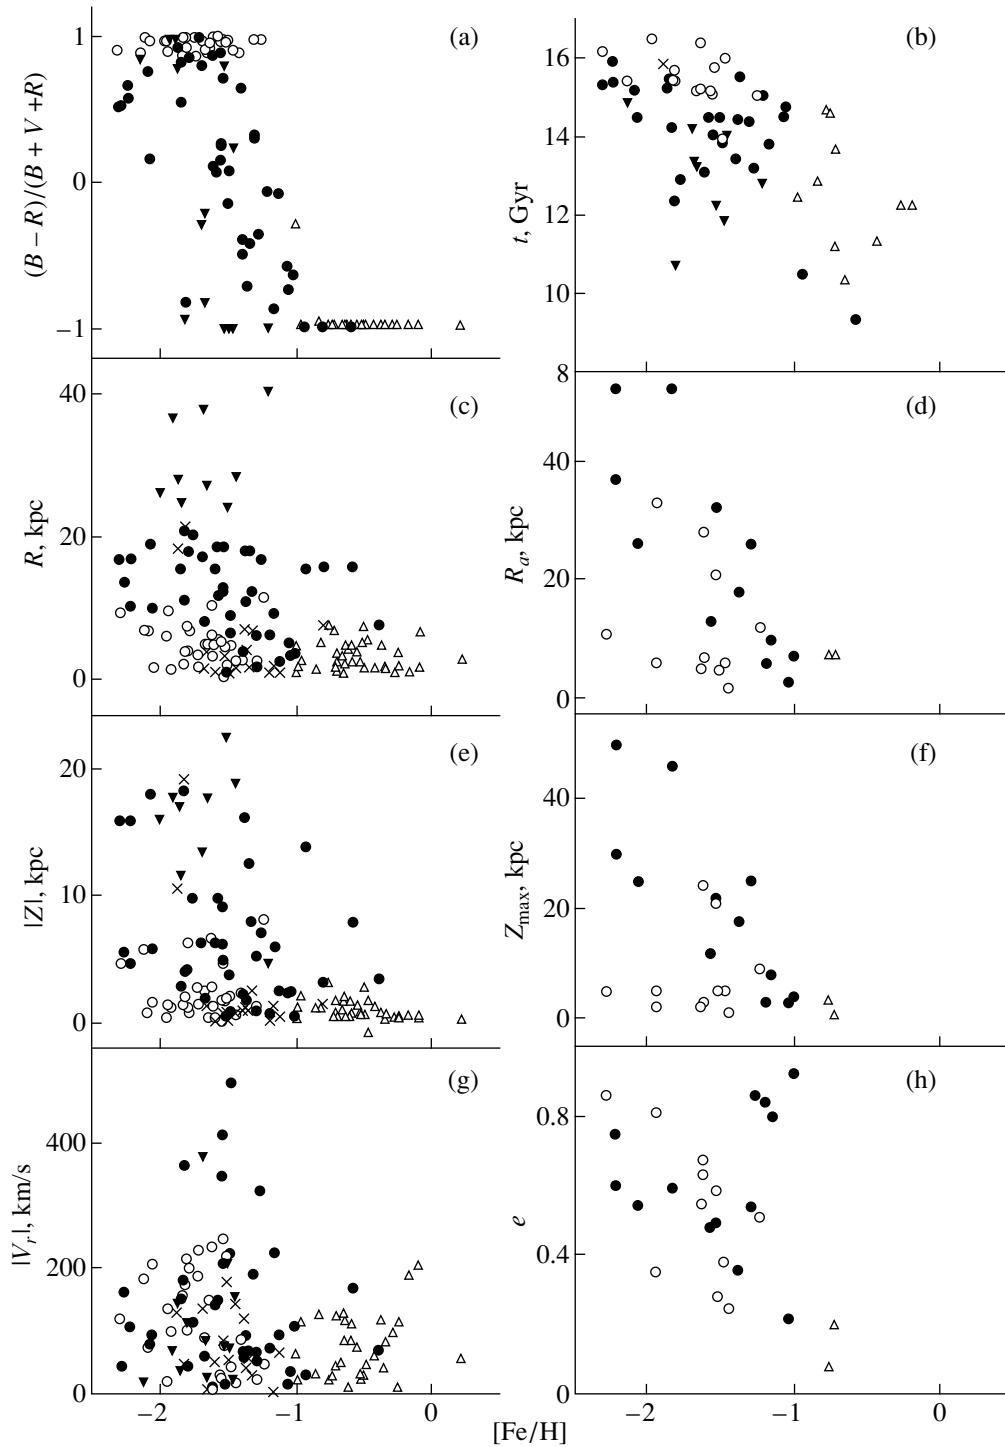 (a)
1
0
−1
(B − R)/(B + V +R)
(b)
16
14
12
10
8
t, Gyr
(c)
40
20
0
R, kpc
(d)
40
20
0
R_a, kpc
(e)
20
10
0
|Z|, kpc
(f)
40
20
0
Z_max, kpc
(g)
400
200
0
|V_r|, km/s
−2
−1
0
(h)
0.8
0.4
0
e
−2
−1
0
[Fe/H]